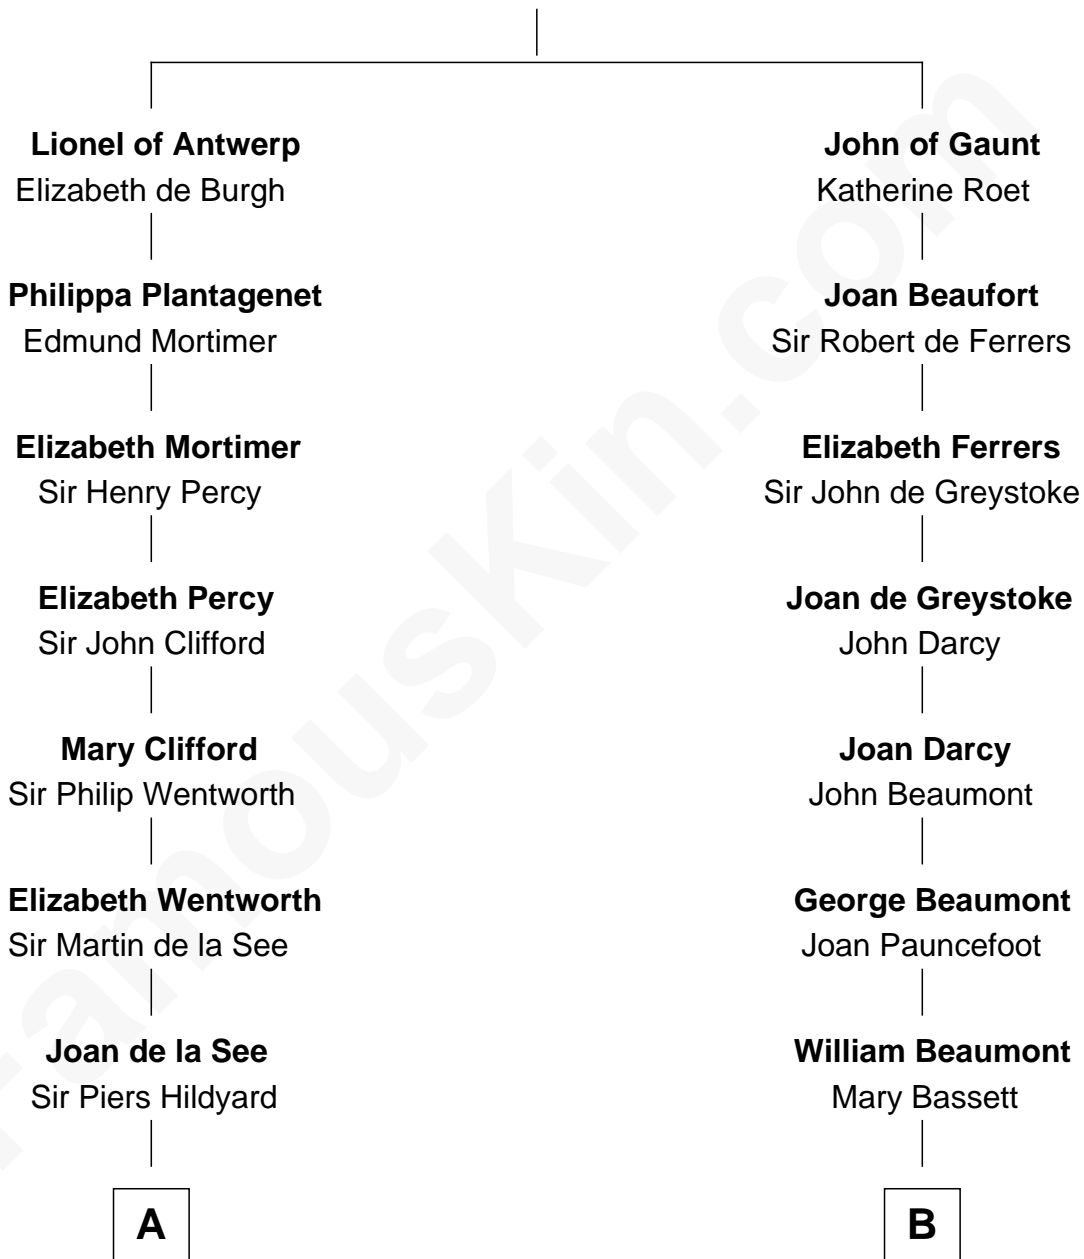 Lionel of Antwerp
Elizabeth de Burgh
Philippa Plantagenet
Edmund Mortimer
Elizabeth Mortimer
Sir Henry Percy
Elizabeth Percy
Sir John Clifford
Mary Clifford
Sir Philip Wentworth
Elizabeth Wentworth
Sir Martin de la See
Joan de la See
Sir Piers Hildyard
A
John of Gaunt
Katherine Roet
Joan Beaufort
Sir Robert de Ferrers
Elizabeth Ferrers
Sir John de Greystoke
Joan de Greystoke
John Darcy
Joan Darcy
John Beaumont
George Beaumont
Joan Pauncefoot
William Beaumont
Mary Bassett
B
FamousKin.com